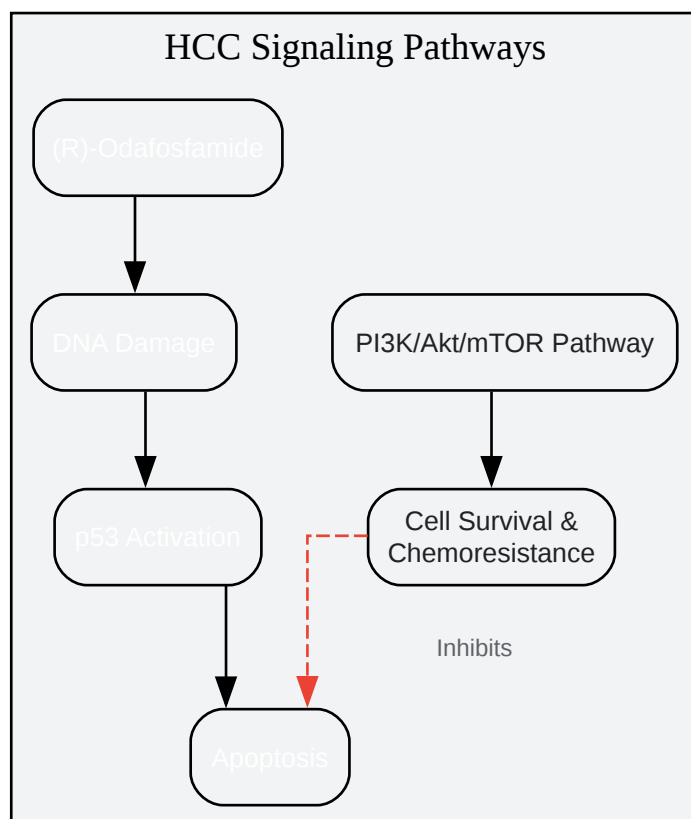 HCC Signaling Pathways
(R)-Odafosfamide
DNA Damage
PI3K/Akt/mTOR Pathway
p53 Activation
Cell Survival &
Chemoresistance
Inhibits
Apoptosis